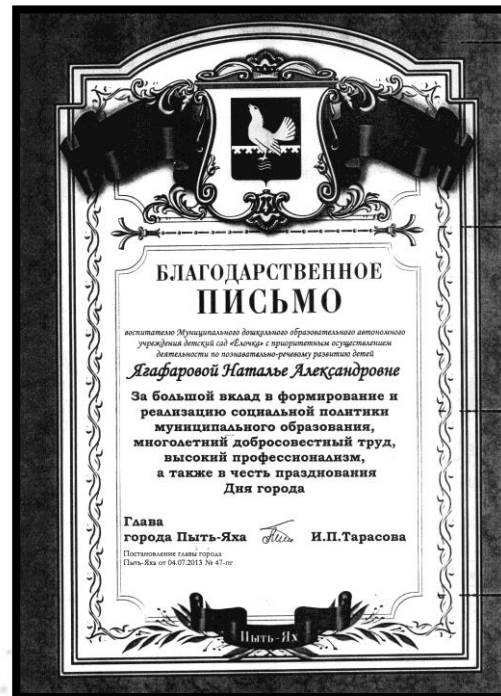 БЛАГОДАРСТВЕННОЕ
ПИСЬМО
воспитателю Муниципального дошкольного образовательного автономного
учреждения детский сад «Ёлочка» с приоритетным осуществлением
деятельности по познавательно-речевому развитию детей
Ягафаровой Наталье Александровне
За большой вклад в формирование и
реализацию социальной политики
муниципального образования,
многолетний добросовестный труд,
высокий профессионализм,
а также в честь празднования
Дня города
Глава
города Пыть-Яха И.П.Тарасова
Постановление главы города
Пыть-Яха от 04.07.2013 № 47-пг
Пыть-Ях